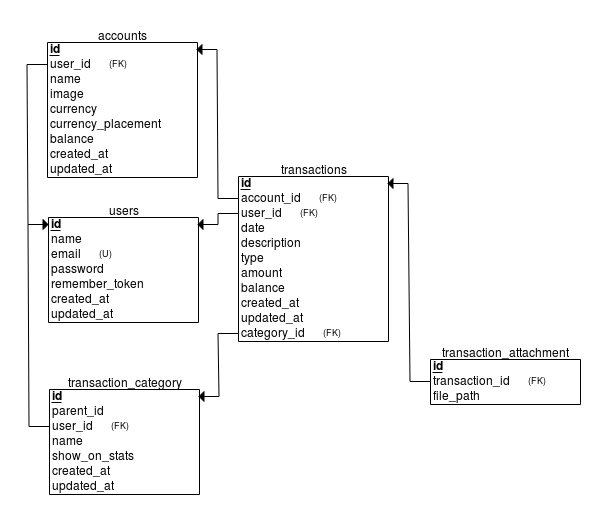 accounts
id
user_id (FK)
name
image
currency
currency_placement
balance
created_at
updated_at
users
id
name
email (U)
password
remember_token
created_at
updated_at
transaction_category
id
parent_id
user_id (FK)
name
show_on_stats
created_at
updated_at
transactions
id
account_id (FK)
user_id (FK)
date
description
type
amount
balance
created_at
updated_at
category_id (FK)
transaction_attachment
id
transaction_id (FK)
file_path